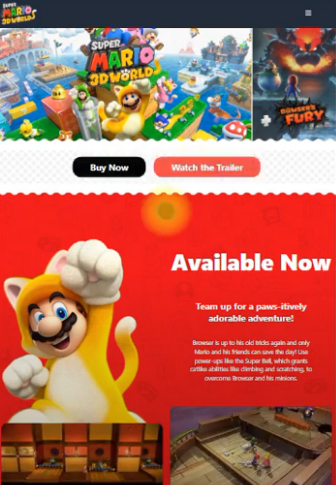 SUPER
MARIO
3D WORLD
SUPER
MARIO
3D WORLD
+
BOWSER'S
FURY
Buy Now
Watch the Trailer
Available Now
Team up for a paws-itively
adorable adventure!
Browser is up to his old tricks again and only
Mario and his friends can save the day! Use
power-ups like the Super Bell, which grants
catlike abilities like climbing and scratching, to
overcome Browser and his minions.